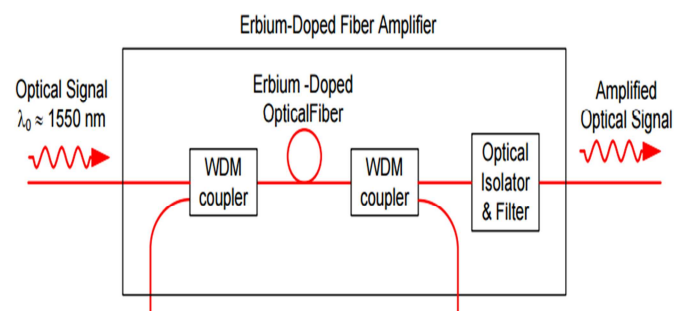 Erbium-Doped Fiber Amplifier
Optical Signal
λ₀ ≈ 1550 nm
Erbium -Doped
OpticalFiber
Amplified
Optical Signal
WDM
coupler
WDM
coupler
Optical
Isolator
& Filter